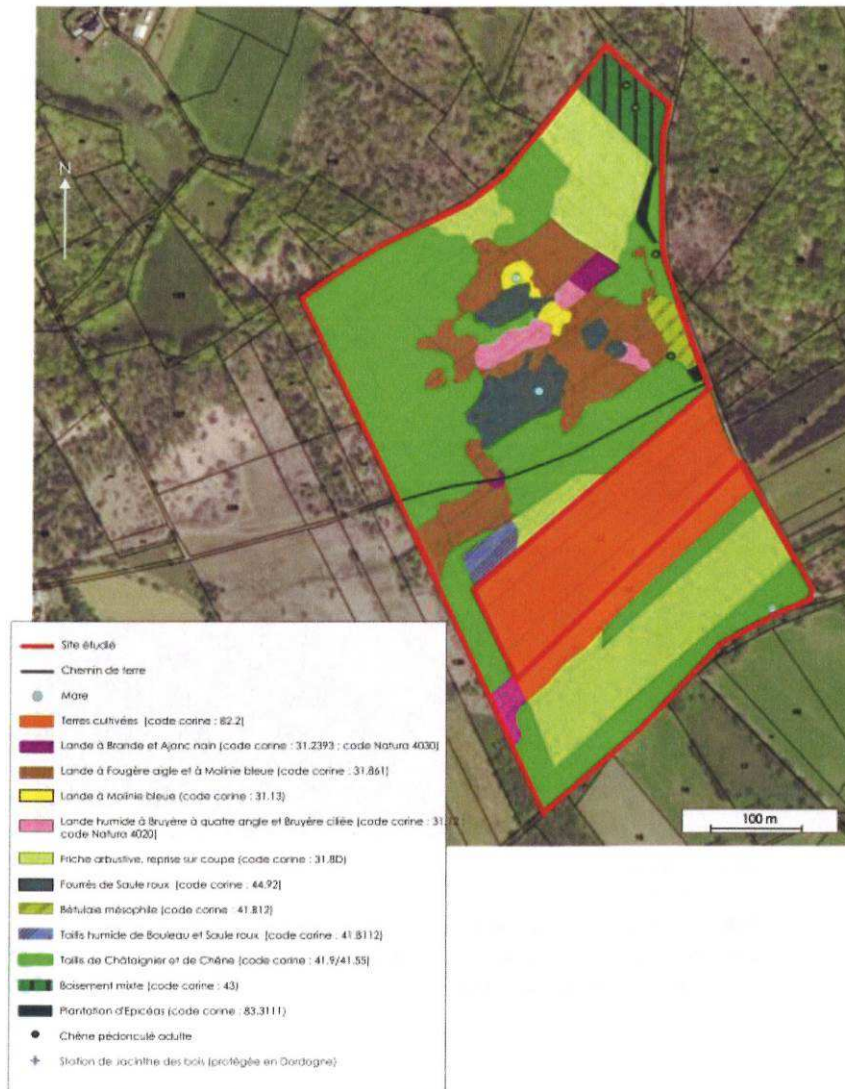 N
100 m
Site étudié
Chemin de terre
Mare
Terres cultivées (code corine : 82.2)
Lande à Brande et Ajonc nain (code corine : 31.2393 ; code Natura 4030)
Lande à Fougère aigle et à Molinie bleue (code corine : 31.861)
Lande à Molinie bleue (code corine : 31.13)
Lande humide à Bruyère à quatre angle et Bruyère ciliée (code corine : 31.12 ;
code Natura 4020)
Friche arbustive, reprise sur coupe (code corine : 31.8D)
Fourrés de Saule roux (code corine : 44.92)
Bétulaie mésophile (code corine : 41.B12)
Taillis humide de Bouleau et Saule roux (code corine : 41.B112)
Taillis de Châtaignier et de Chêne (code corine : 41.9/41.55)
Boisement mixte (code corine : 43)
Plantation d'Epicéas (code corine : 83.3111)
Chêne pédonculé adulte
Station de Jacinthe des bois (protégée en Dordogne)